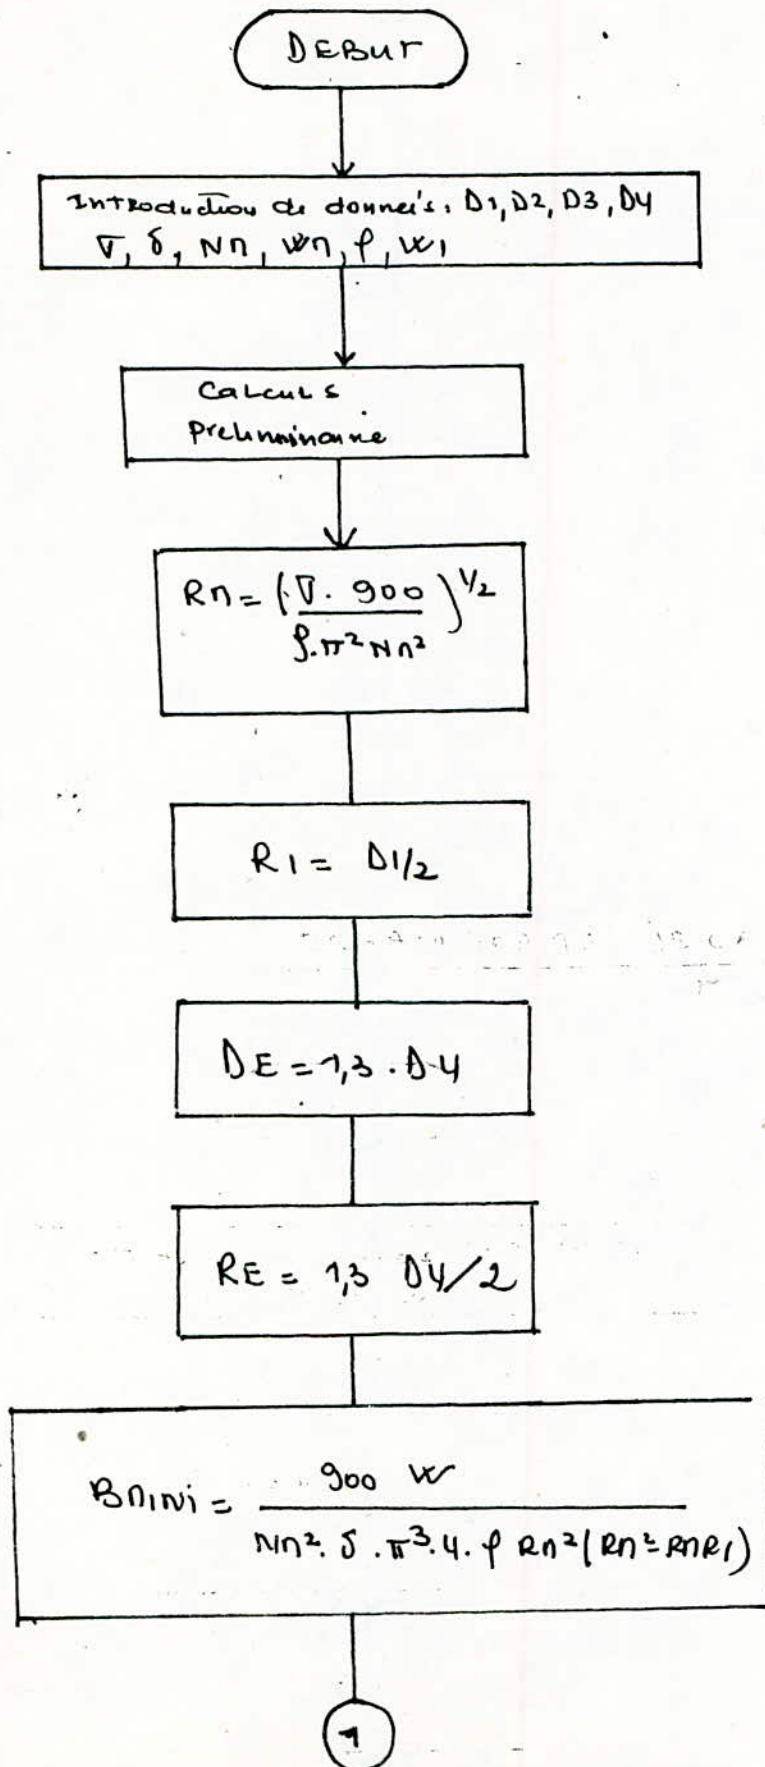 DEBUT
Introduction de donneés, D1, D2, D3, D4
∇, δ, Nn, Wn, ρ, W1
Calculs
Preliminaire
Rn = (∇. 900 / ρ.π² Nn²)^1/2
R1 = D1/2
DE = 1,3 . D4
RE = 1,3 D4/2
BmiNi = 900 W / Nn². δ .π³.4. ρ Rn² (Rn² - RnR1)
1